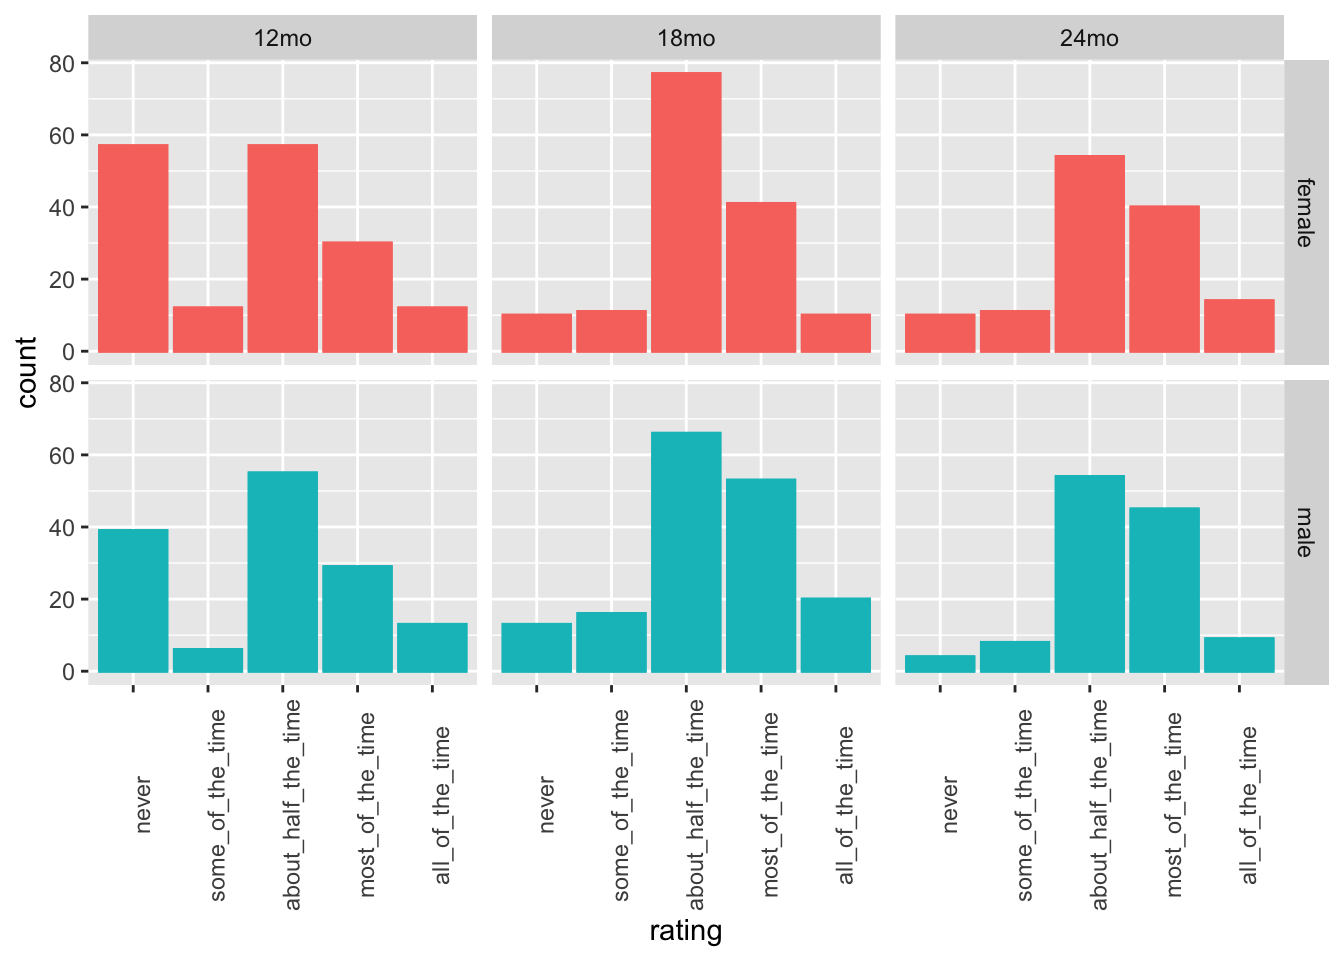 12mo 18mo 24mo
80
60
40
20
0
female
count
80
60
40
20
0
male
never some_of_the_time about_half_the_time most_of_the_time all_of_the_time never some_of_the_time about_half_the_time most_of_the_time all_of_the_time never some_of_the_time about_half_the_time most_of_the_time all_of_the_time
rating